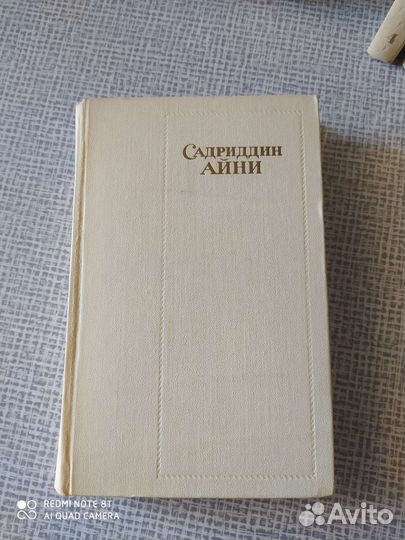 Садриддин
АЙНИ
REDMI NOTE 8T
AI QUAD CAMERA
Avito